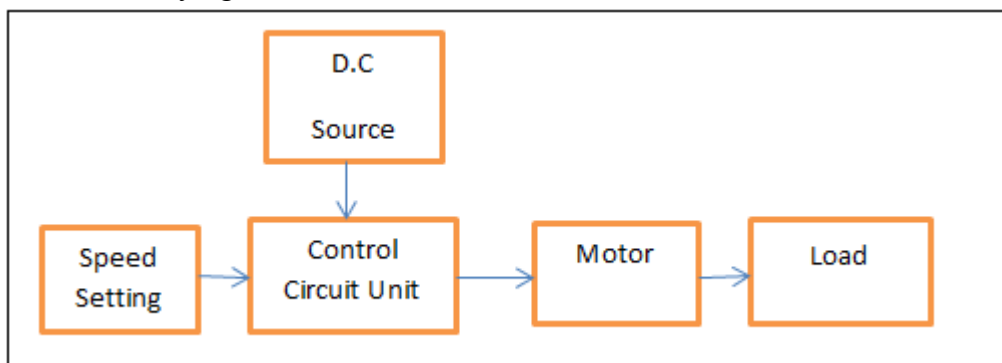 D.C
Source
Speed
Setting
Control
Circuit Unit
Motor
Load